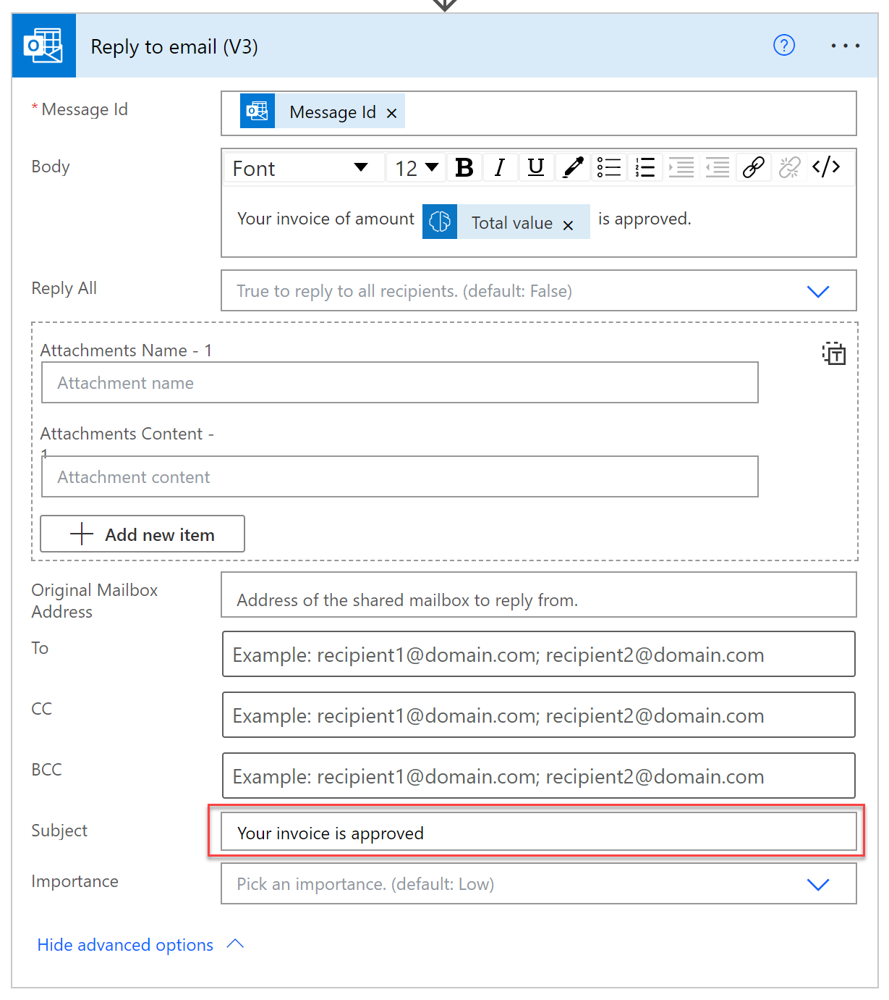 Reply to email (V3)
* Message Id
Message Id ×
Body
Font 12 B I U </>
Your invoice of amount Total value × is approved.
Reply All
True to reply to all recipients. (default: False)
Attachments Name - 1
Attachment name
Attachments Content -
1
Attachment content
Add new item
Original Mailbox
Address
Address of the shared mailbox to reply from.
To
Example: recipient1@domain.com; recipient2@domain.com
CC
Example: recipient1@domain.com; recipient2@domain.com
BCC
Example: recipient1@domain.com; recipient2@domain.com
Subject
Your invoice is approved
Importance
Pick an importance. (default: Low)
Hide advanced options